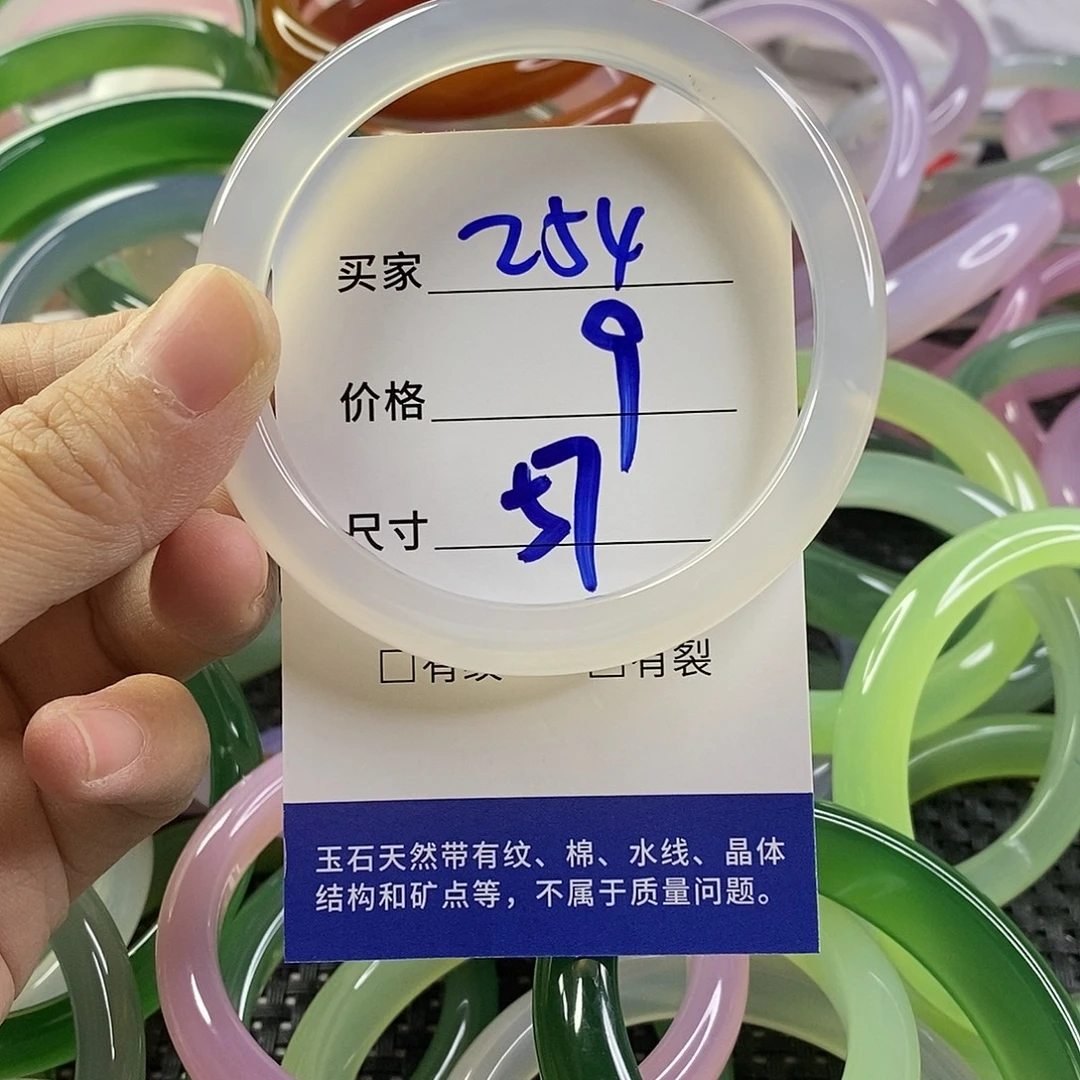 买家 254
价格 9
尺寸 57
□有纹 □有裂
玉石天然带有纹、棉、水线、晶体
结构和矿点等，不属于质量问题。